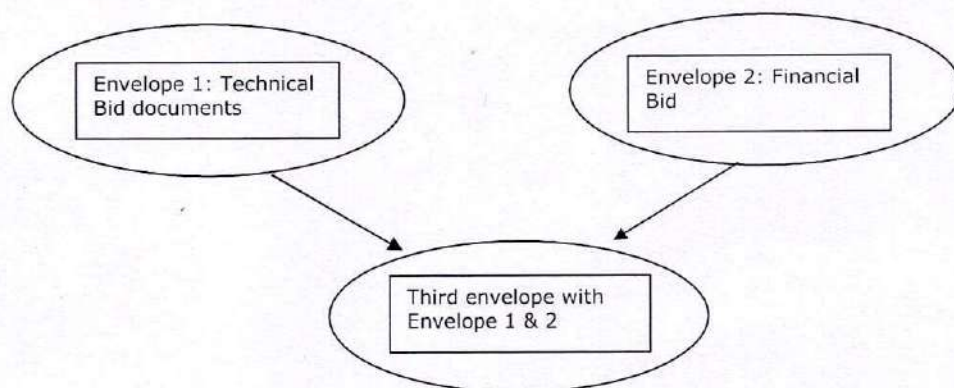 Envelope 1: Technical
Bid documents
Envelope 2: Financial
Bid
Third envelope with
Envelope 1 & 2